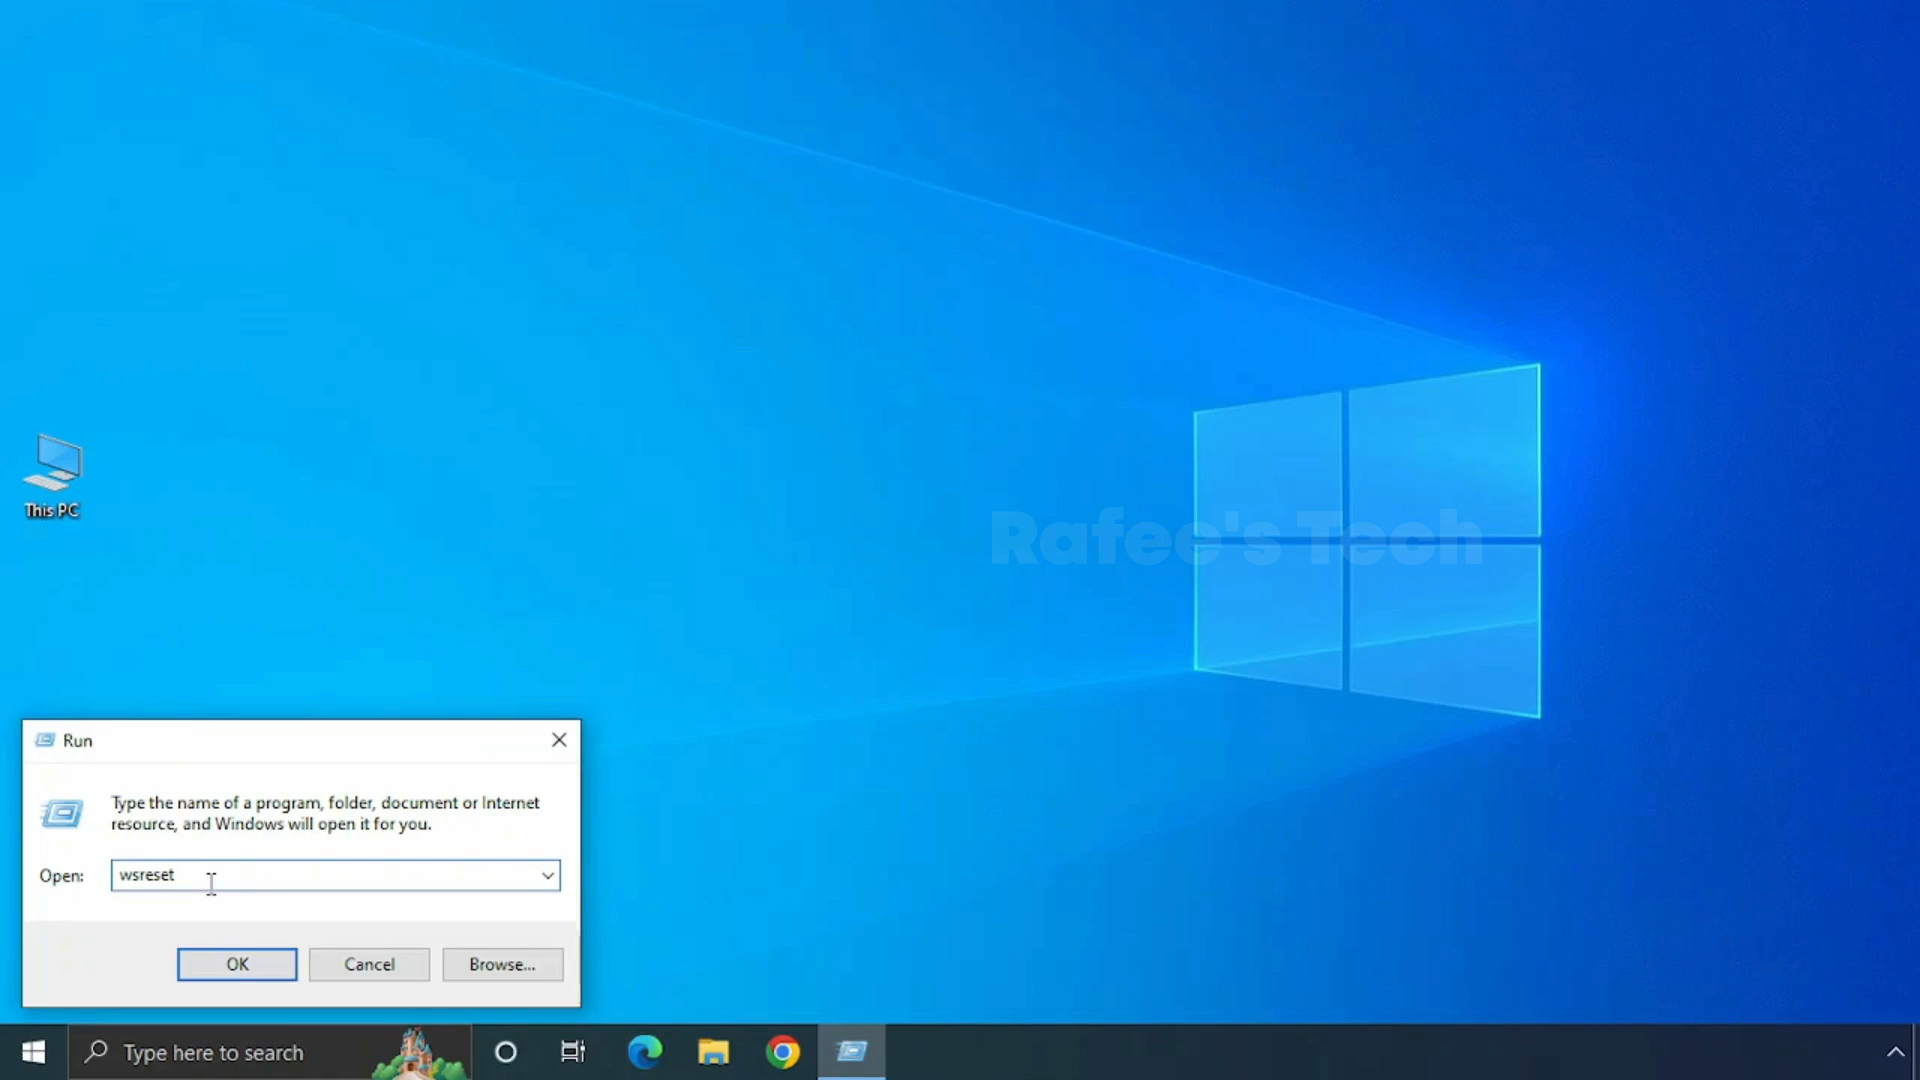 Rafeeq's Tech
This PC
Run
Type the name of a program, folder, document or Internet
resource, and Windows will open it for you.
Open:
wsreset
OK
Cancel
Browse...
Type here to search